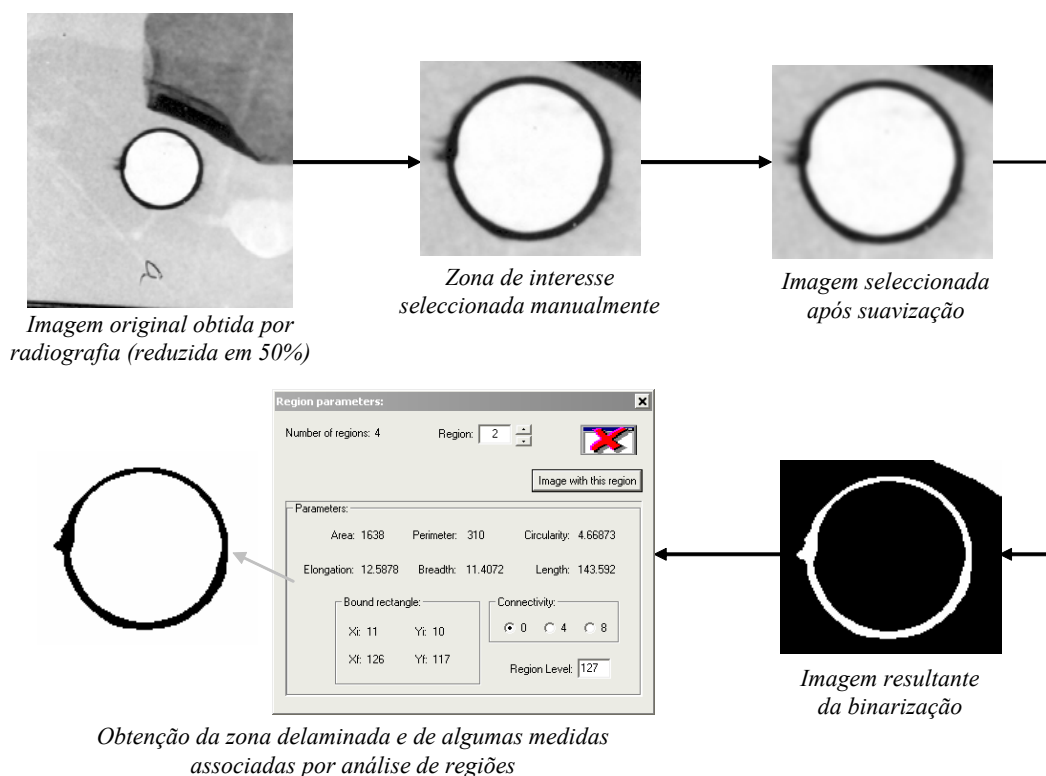 Imagem original obtida por
radiografia (reduzida em 50%)
Zona de interesse
seleccionada manualmente
Imagem seleccionada
após suavização
Region parameters:
Number of regions: 4
Region: 2
Image with this region
Parameters:
Area: 1638 Perimeter: 310 Circularity: 4.66873
Elongation: 12.5878 Breadth: 11.4072 Length: 143.592
Bound rectangle:
Xi: 11 Yi: 10
Xf: 126 Yf: 117
Connectivity:
0 4 8
Region Level: 127
Imagem resultante
da binarização
Obtenção da zona delaminada e de algumas medidas
associadas por análise de regiões